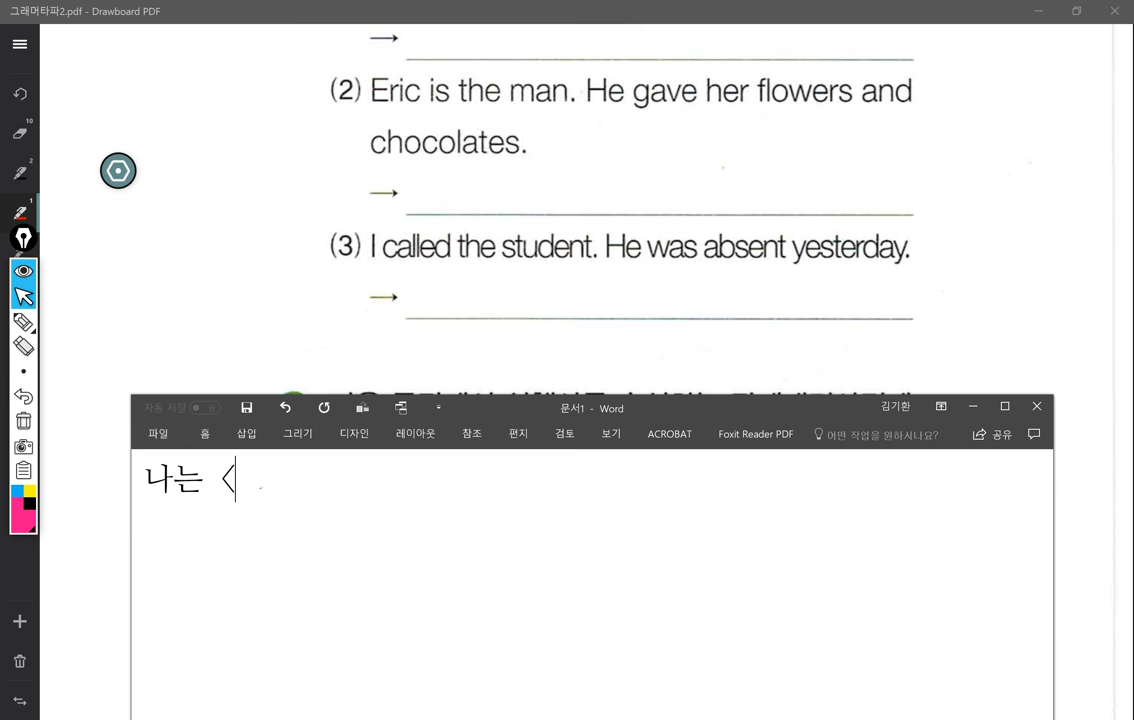 그래머타파2.pdf - Drawboard PDF
→
(2) Eric is the man. He gave her flowers and
chocolates.
→
(3) I called the student. He was absent yesterday.
→
10
2
1
자동 저장
문서1 - Word
김기환
파일 홈 삽입 그리기 디자인 레이아웃 참조 편지 검토 보기 ACROBAT Foxit Reader PDF 어떤 작업을 원하시나요? 공유
나는 <